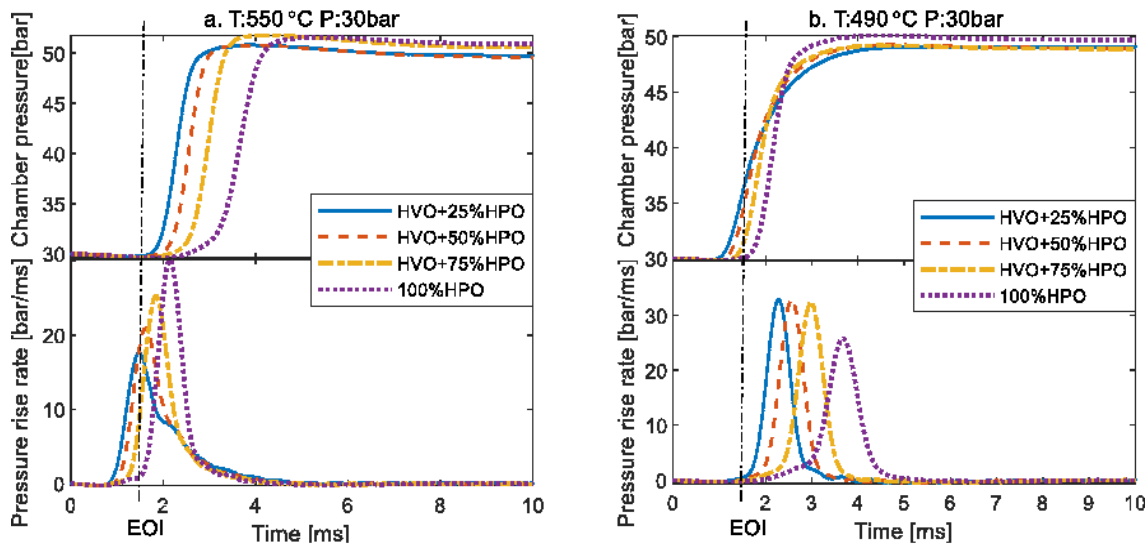 a. T:550 °C P:30bar
Chamber pressure[bar]
50
45
40
35
30
HVO+25%HPO
HVO+50%HPO
HVO+75%HPO
100%HPO
Pressure rise rate [bar/ms]
20
10
0
0 2 4 6 8 10
EOI
Time [ms]
b. T:490 °C P:30bar
Chamber pressure[bar]
50
45
40
35
30
HVO+25%HPO
HVO+50%HPO
HVO+75%HPO
100%HPO
Pressure rise rate [bar/ms]
30
20
10
0
0 2 3 4 5 6 7 8 9 10
EOI
Time [ms]